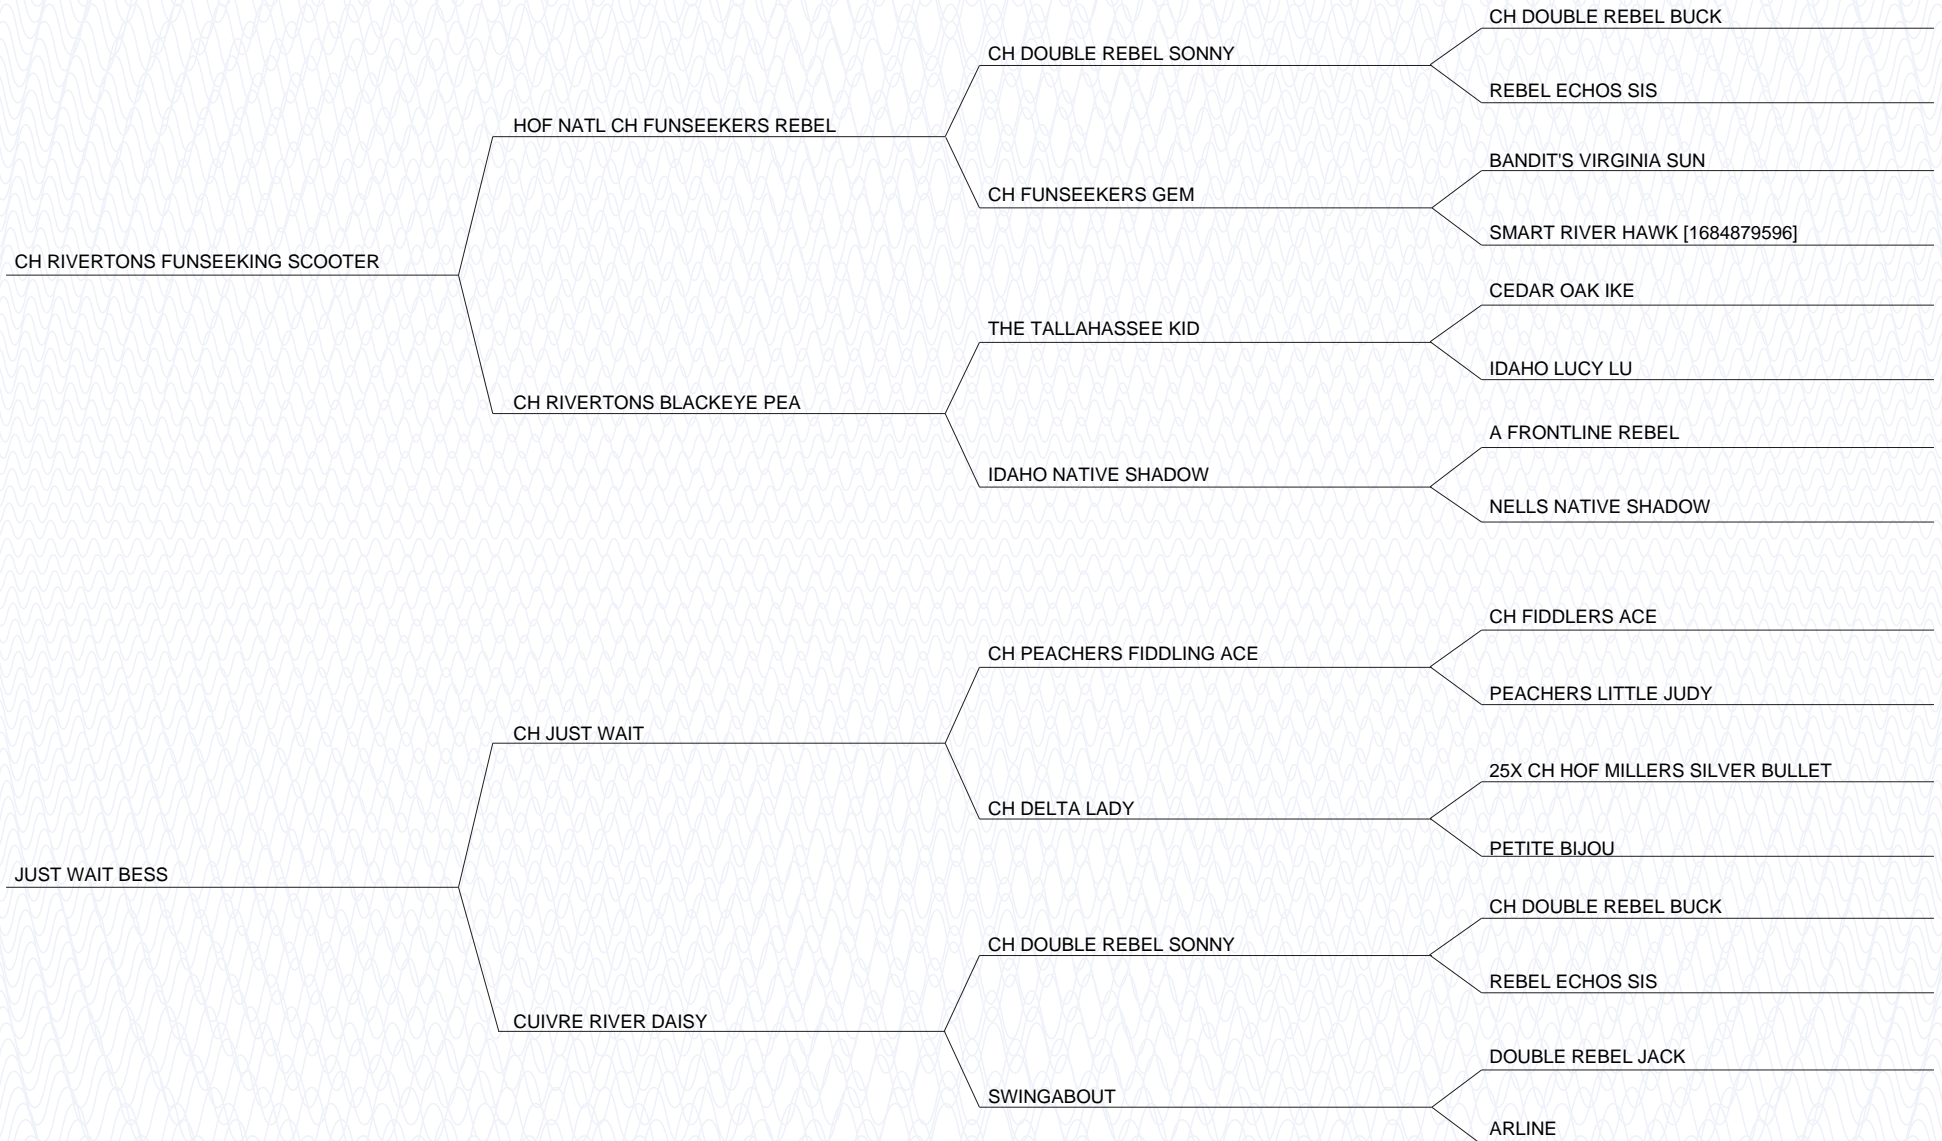 CH DOUBLE REBEL BUCK
CH DOUBLE REBEL SONNY
REBEL ECHOS SIS
HOF NATL CH FUNSEEKERS REBEL
BANDIT'S VIRGINIA SUN
CH FUNSEEKERS GEM
SMART RIVER HAWK [1684879596]
CH RIVERTONS FUNSEEKING SCOOTER
CEDAR OAK IKE
THE TALLAHASSEE KID
IDAHO LUCY LU
CH RIVERTONS BLACKEYE PEA
A FRONTLINE REBEL
IDAHO NATIVE SHADOW
NELLS NATIVE SHADOW
CH FIDDLERS ACE
CH PEACHERS FIDDLING ACE
PEACHERS LITTLE JUDY
CH JUST WAIT
25X CH HOF MILLERS SILVER BULLET
CH DELTA LADY
PETITE BIJOU
JUST WAIT BESS
CH DOUBLE REBEL BUCK
CH DOUBLE REBEL SONNY
REBEL ECHOS SIS
CUIVRE RIVER DAISY
DOUBLE REBEL JACK
SWINGABOUT
ARLINE